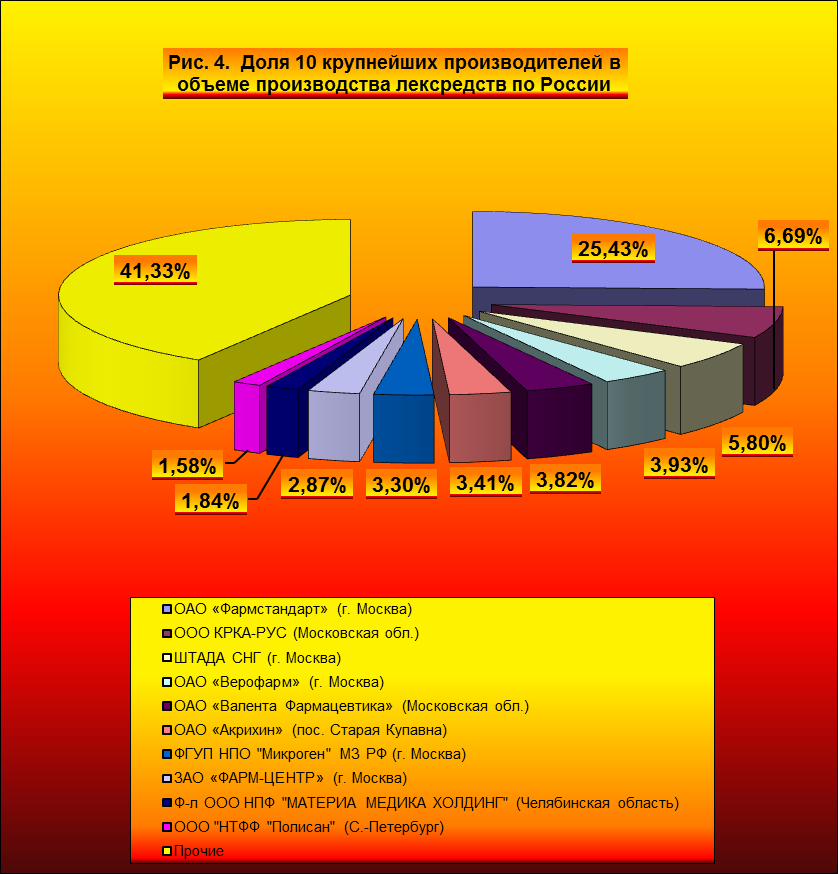 Рис. 4. Доля 10 крупнейших производителей в
объеме производства лексредств по России
41,33%
25,43%
6,69%
5,80%
3,93%
3,82%
3,41%
3,30%
2,87%
1,84%
1,58%
ОАО «Фармстандарт» (г. Москва)
ООО КРКА-РУС (Московская обл.)
ШТАДА СНГ (г. Москва)
ОАО «Верофарм» (г. Москва)
ОАО «Валента Фармацевтика» (Московская обл.)
ОАО «Акрихин» (пос. Старая Купавна)
ФГУП НПО "Микроген" МЗ РФ (г. Москва)
ЗАО «ФАРМ-ЦЕНТР» (г. Москва)
Ф-л ООО НПФ "МАТЕРИА МЕДИКА ХОЛДИНГ" (Челябинская область)
ООО "НТФФ "Полисан" (С.-Петербург)
Прочие